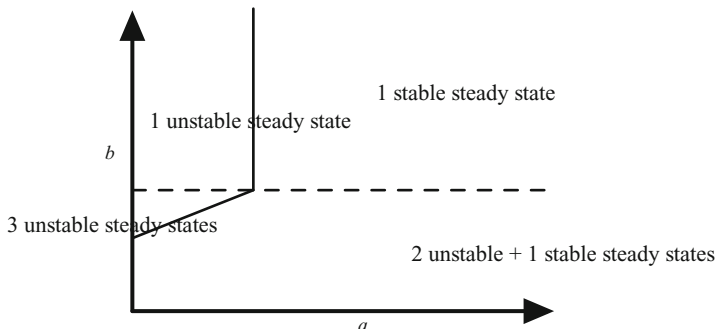 1 stable steady state
1 unstable steady state
b
3 unstable steady states
2 unstable + 1 stable steady states
a